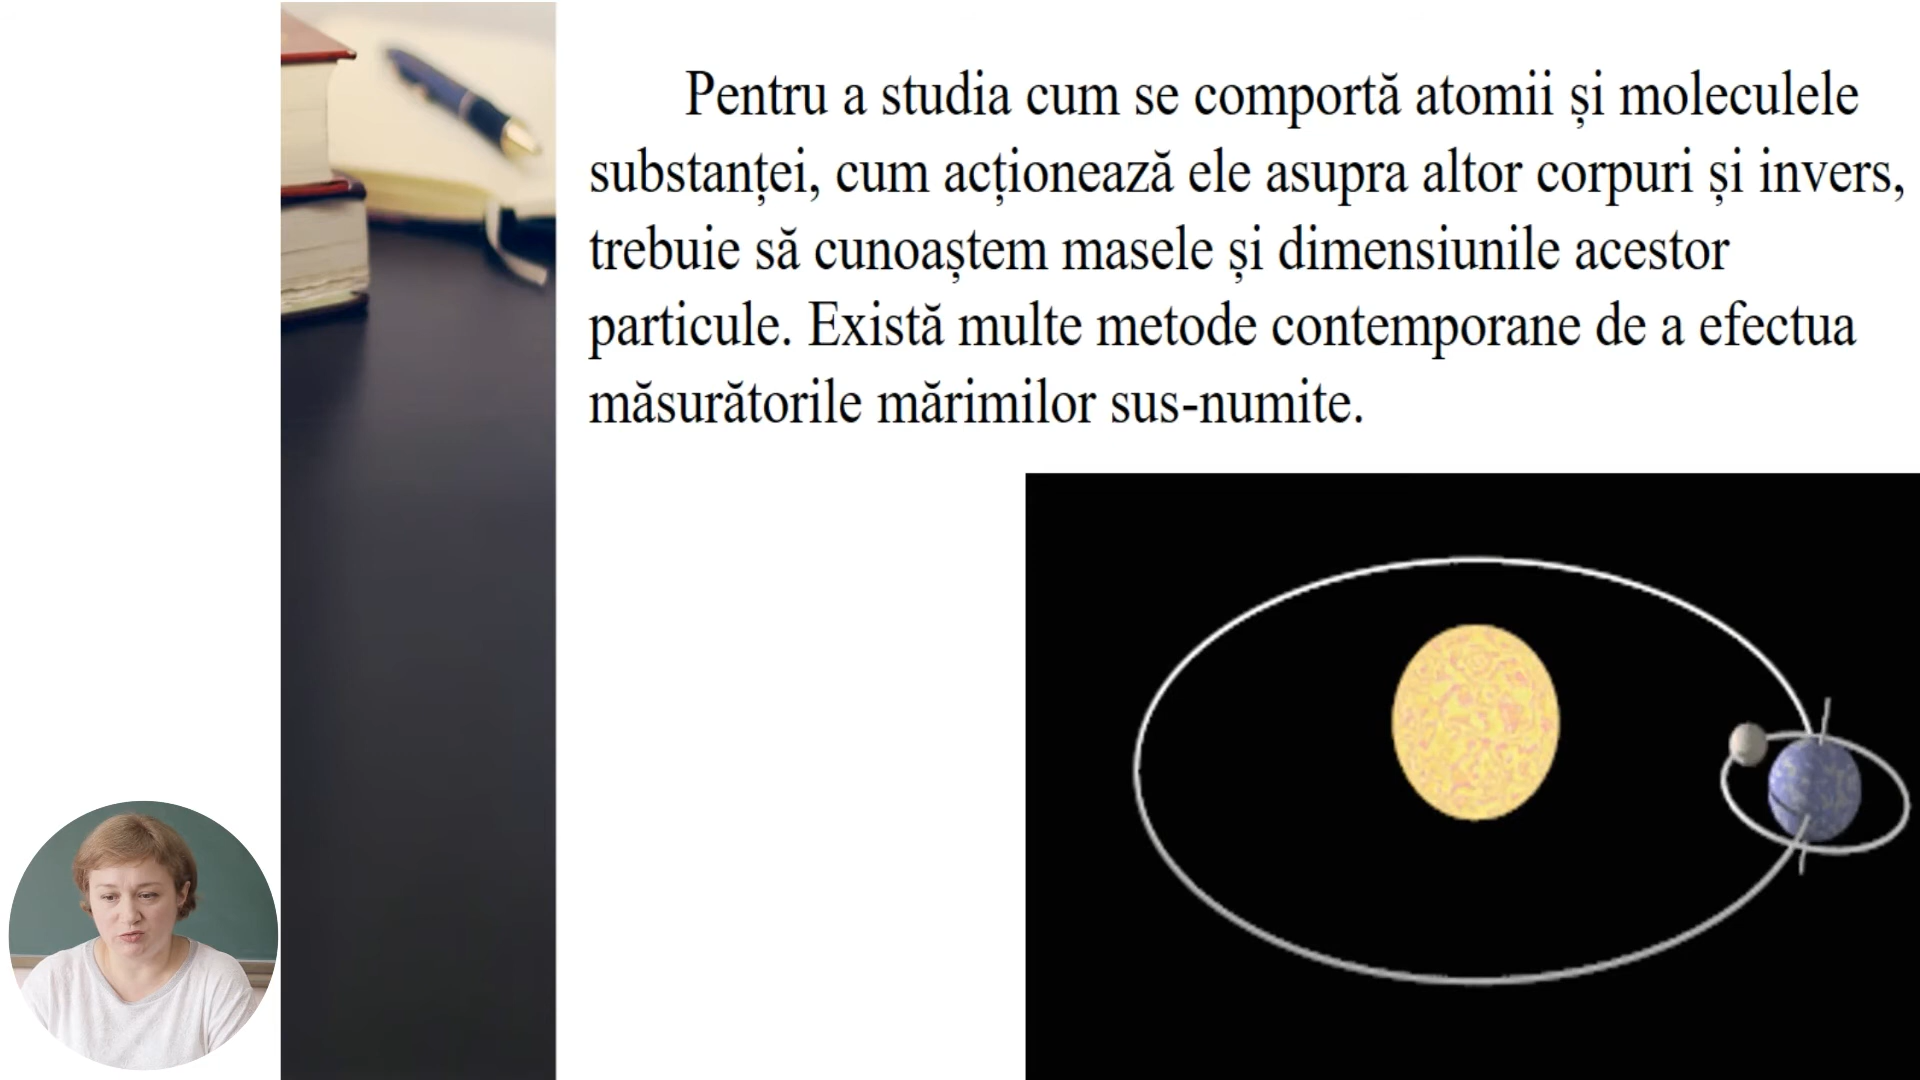 Pentru a studia cum se comportă atomii și moleculele
substanței, cum acționează ele asupra altor corpuri și invers,
trebuie să cunoaștem masele și dimensiunile acestor
particule. Există multe metode contemporane de a efectua
măsurătorile mărimilor sus-numite.